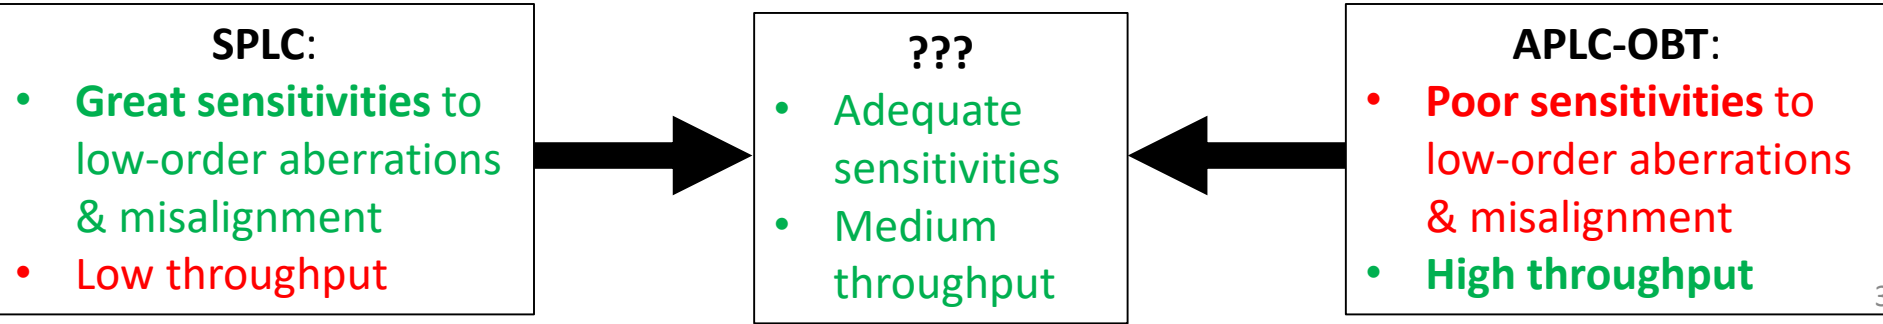 SPLC:
• Great sensitivities to
low-order aberrations
& misalignment
• Low throughput
???
• Adequate
sensitivities
• Medium
throughput
APLC-OBT:
• Poor sensitivities to
low-order aberrations
& misalignment
• High throughput